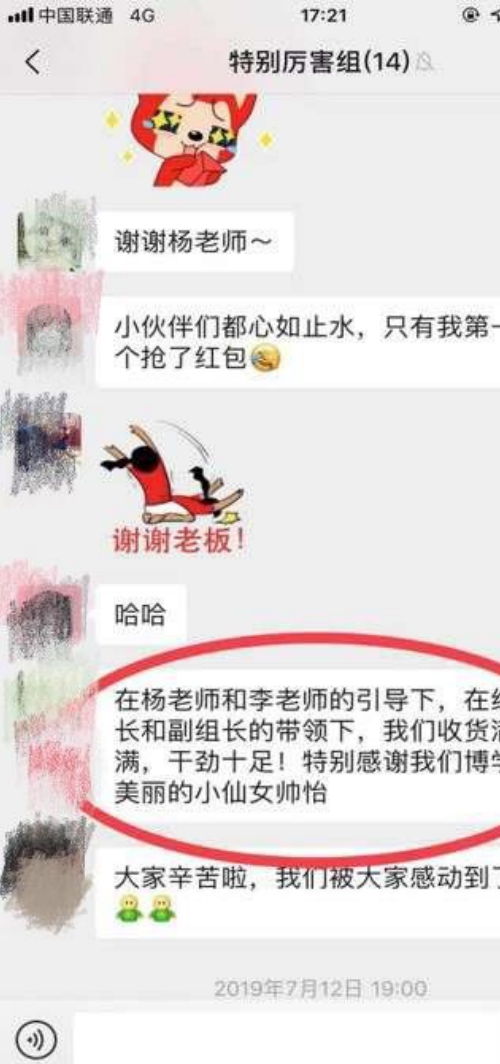 中国联通 4G 17:21
特别厉害组(14)
谢谢杨老师～
小伙伴们都心如止水，只有我第一
个抢了红包
谢谢老板！
哈哈
在杨老师和李老师的引导下，在
长和副组长的带领下，我们收货
满，干劲十足！特别感谢我们博学
美丽的小仙女帅怡
大家辛苦啦，我们被大家感动到了
2019年7月12日 19:00